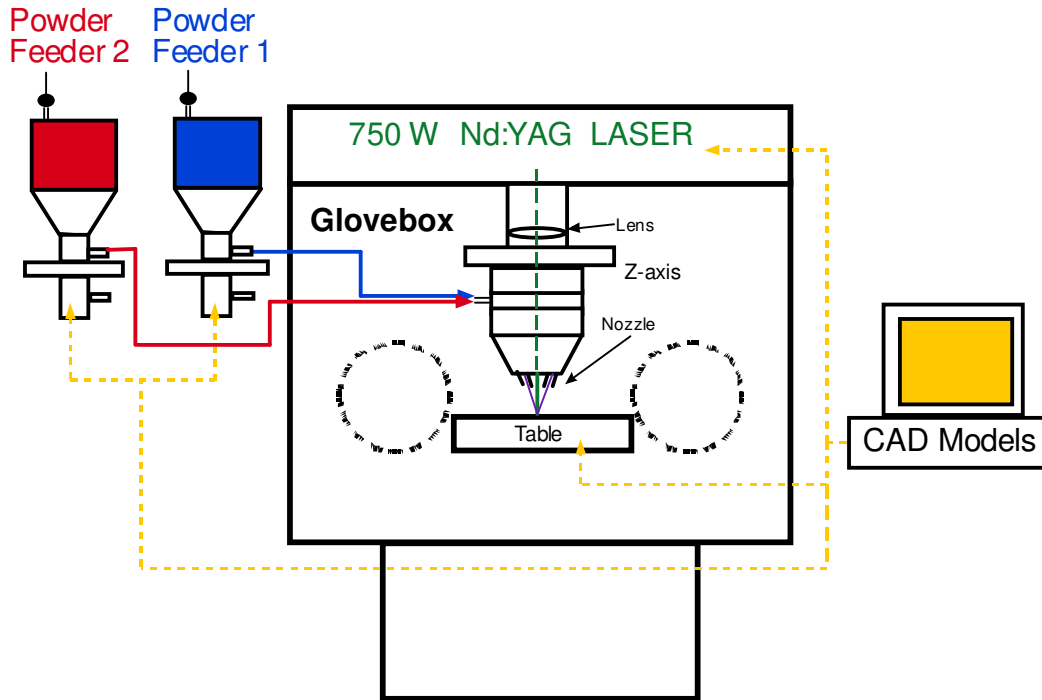 Powder
Feeder 2
Powder
Feeder 1
750 W Nd:YAG LASER
Glovebox
Lens
Z-axis
Nozzle
Table
CAD Models